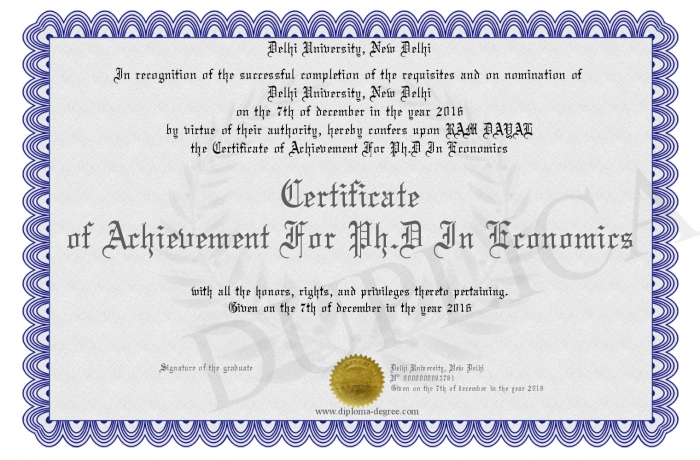 Delhi University, New Delhi
In recognition of the successful completion of the requisites and on nomination of
Delhi University, New Delhi
on the 7th of december in the year 2016
by virtue of their authority, hereby confers upon RAM DAYAL
the Certificate of Achievement For Ph.D In Economics
Certificate
of Achievement For Ph.D In Economics
with all the honors, rights, and privileges thereto pertaining.
Given on the 7th of december in the year 2016
Signature of the graduate
Delhi University, New Delhi
Given on the 7th of december in the year 2016
www.diploma-degree.com